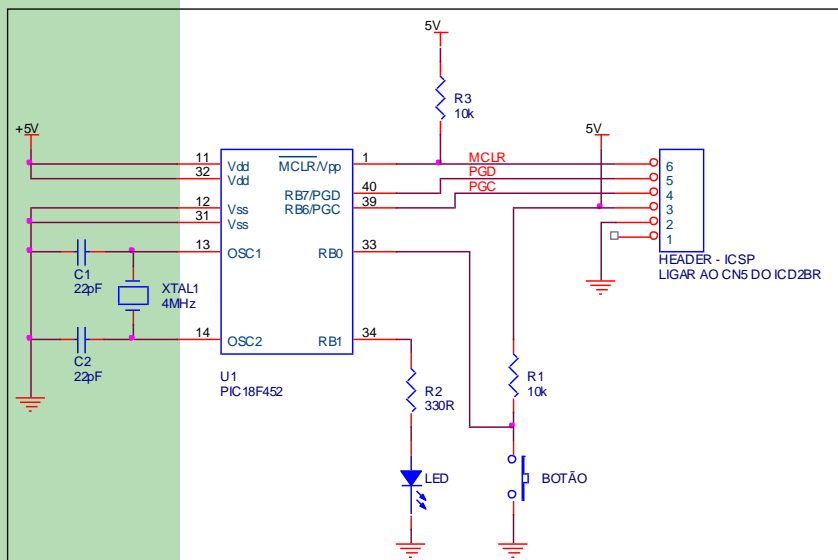 5V
R3
10k
+5V
5V
11
Vdd
MCLR/Vpp
1
MCLR
6
32
Vdd
PGD
5
RB7/PGD
40
PGC
4
12
Vss
RB6/PGC
39
3
31
Vss
2
13
OSC1
RB0
33
1
C1
22pF
XTAL1
4MHz
HEADER - ICSP
LIGAR AO CN5 DO ICD2BR
14
OSC2
RB1
34
C2
22pF
U1
PIC18F452
R2
330R
R1
10k
LED
BOTÃO